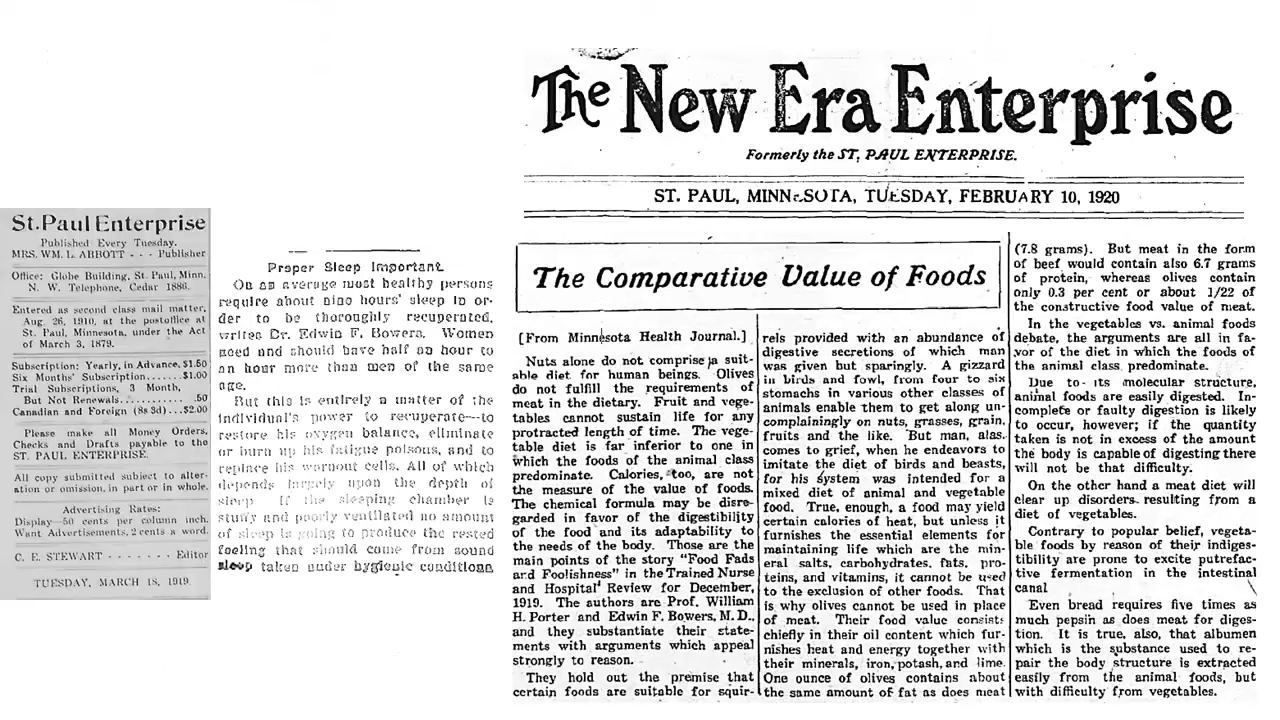 St. Paul Enterprise
Published Every Tuesday.
MRS. WM. L. ABBOTT - - - Publisher
Office: Globe Building, St. Paul, Minn.
N. W. Telephone, Cedar 1886.
Entered as second class mail matter,
Aug. 26, 1910, at the postoffice at
St. Paul, Minnesota, under the Act
of March 3, 1879.
Subscription: Yearly, in Advance, $1.50
Six Months' Subscription......$1.00
Trial Subscriptions, 3 Month,
But Not Renewals.......... .50
Canadian and Foreign (8s 3d)...$2.00
Please make all Money Orders,
Checks and Drafts payable to the
ST. PAUL ENTERPRISE.
All copy submitted subject to alter-
ation or omission, in part or in whole.
Advertising Rates:
Display—50 cents per column inch.
Want Advertisements, 2 cents a word.
C. E. STEWART - - - - - - - Editor
TUESDAY, MARCH 18, 1919.
Proper Sleep Important.
On an average most healthy persons
require about nine hours' sleep in or-
der to be thoroughly recuperated,
writes Dr. Edwin F. Bowers. Women
need and should have half an hour to
an hour more than men of the same
age.
But this is entirely a matter of the
individual's power to recuperate—to
restore his oxygen balance, eliminate
or burn up his fatigue poisons, and to
replace his wornout cells. All of which
depends largely upon the depth of
sleep. If the sleeping chamber is
stuffy and poorly ventilated no amount
of sleep is going to produce the rested
feeling that should come from sound
sleep taken under hygienic conditions.
The New Era Enterprise
Formerly the ST. PAUL ENTERPRISE.
ST. PAUL, MINNESOTA, TUESDAY, FEBRUARY 10, 1920
The Comparative Value of Foods
[From Minnesota Health Journal.]
Nuts alone do not comprise a suit-
able diet for human beings. Olives
do not fulfill the requirements of
meat in the dietary. Fruit and vege-
tables cannot sustain life for any
protracted length of time. The vege-
table diet is far inferior to one in
which the foods of the animal class
predominate. Calories, too, are not
the measure of the value of foods.
The chemical formula may be disre-
garded in favor of the digestibility
of the food and its adaptability to
the needs of the body. Those are the
main points of the story "Food Fads
and Foolishness" in the Trained Nurse
and Hospital Review for December,
1919. The authors are Prof. William
H. Porter and Edwin F. Bowers, M. D.,
and they substantiate their state-
ments with arguments which appeal
strongly to reason.
They hold out the premise that
certain foods are suitable for squir-
rels provided with an abundance of
digestive secretions of which man
was given but sparingly. A gizzard
in birds and fowl, from four to six
stomachs in various other classes of
animals enable them to get along un-
complainingly on nuts, grasses, grain,
fruits and the like. But man, alas,
comes to grief, when he endeavors to
imitate the diet of birds and beasts,
for his system was intended for a
mixed diet of animal and vegetable
food. True, enough, a food may yield
certain calories of heat, but unless it
furnishes the essential elements for
maintaining life which are the min-
eral salts, carbohydrates, fats, pro-
teins, and vitamins, it cannot be used
to the exclusion of other foods. That
is why olives cannot be used in place
of meat. Their food value consists
chiefly in their oil content which fur-
nishes heat and energy together with
their minerals, iron, potash, and lime.
One ounce of olives contains about
the same amount of fat as does meat
(7.8 grams). But meat in the form
of beef would contain also 6.7 grams
of protein, whereas olives contain
only 0.3 per cent or about 1/22 of
the constructive food value of meat.
In the vegetables vs. animal foods
debate, the arguments are all in fa-
vor of the diet in which the foods of
the animal class predominate.
Due to its molecular structure,
animal foods are easily digested. In-
complete or faulty digestion is likely
to occur, however; if the quantity
taken is not in excess of the amount
the body is capable of digesting there
will not be that difficulty.
On the other hand a meat diet will
clear up disorders resulting from a
diet of vegetables.
Contrary to popular belief, vegeta-
ble foods by reason of their indiges-
tibility are prone to excite putrefac-
tive fermentation in the intestinal
canal
Even bread requires five times as
much pepsin as does meat for diges-
tion. It is true, also, that albumen
which is the substance used to re-
pair the body structure is extracted
easily from the animal foods, but
with difficulty from vegetables.